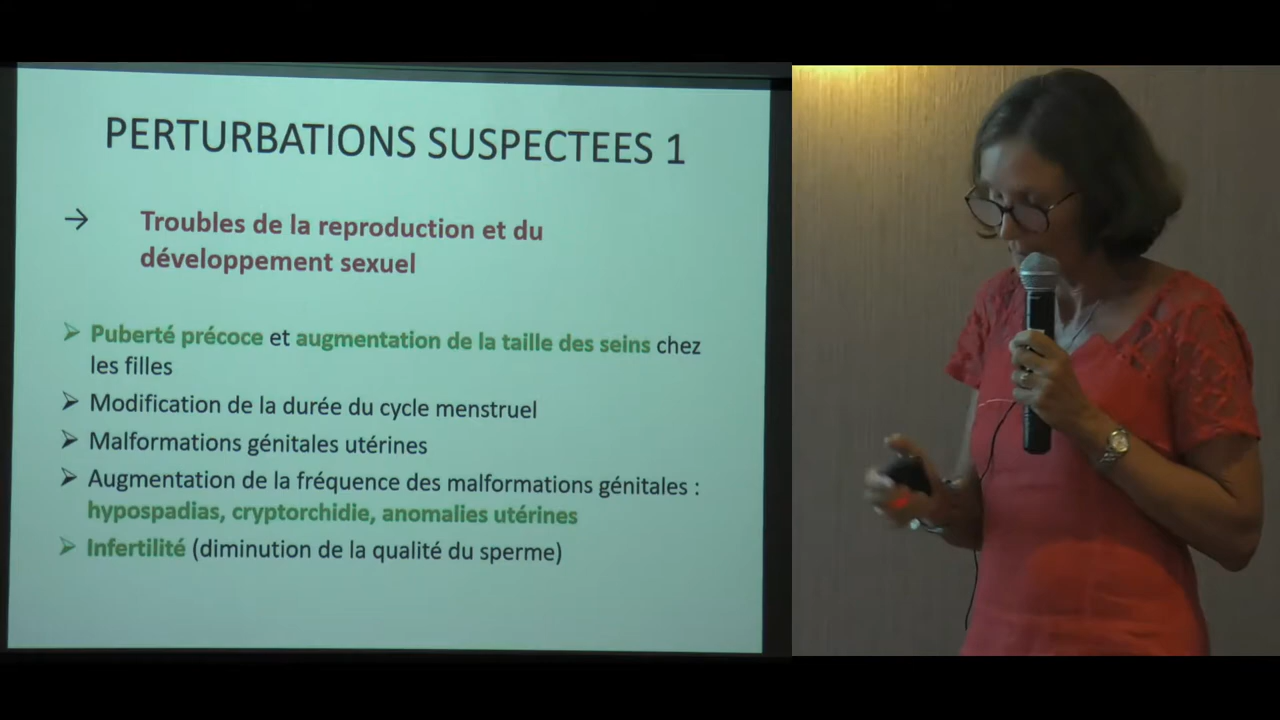 PERTURBATIONS SUSPECTEES 1
→ Troubles de la reproduction et du
développement sexuel
➢ Puberté précoce et augmentation de la taille des seins chez
les filles
➢ Modification de la durée du cycle menstruel
➢ Malformations génitales utérines
➢ Augmentation de la fréquence des malformations génitales :
hypospadias, cryptorchidie, anomalies utérines
➢ Infertilité (diminution de la qualité du sperme)